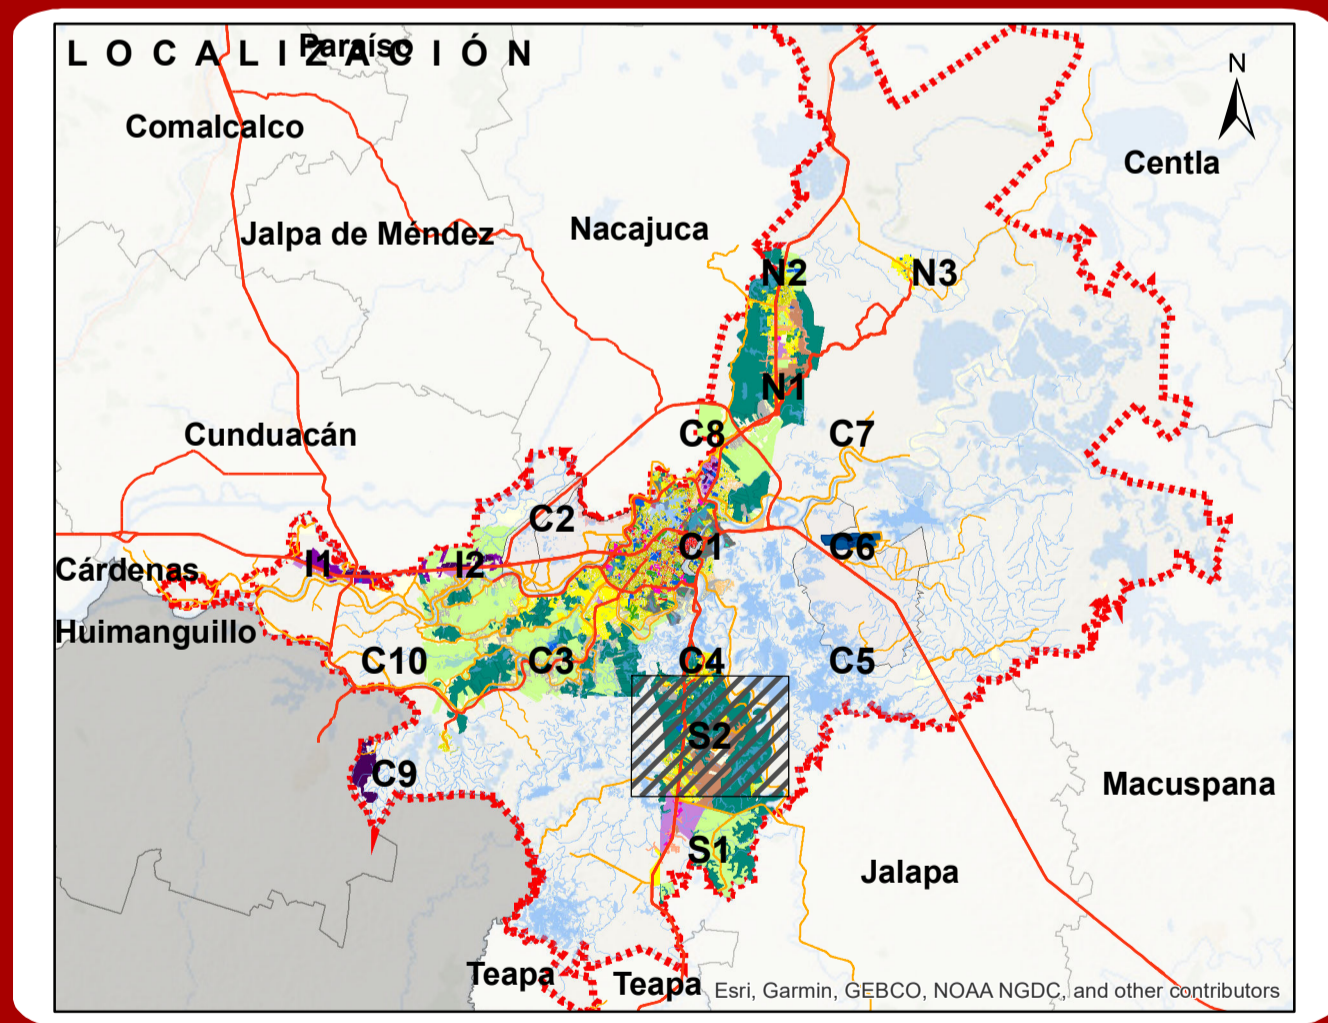 LOCALIZACIÓN
Paraíso
N
Comalcalco
Centla
Jalpa de Méndez
Nacajuca
N2
N3
N1
Cunduacán
C8
C7
C2
C1
C6
I1
I2
Cárdenas
Huimanguillo
C10
C3
C4
C5
S2
C9
Macuspana
S1
Jalapa
Teapa
Teapa
Esri, Garmin, GEBCO, NOAA NGDC, and other contributors